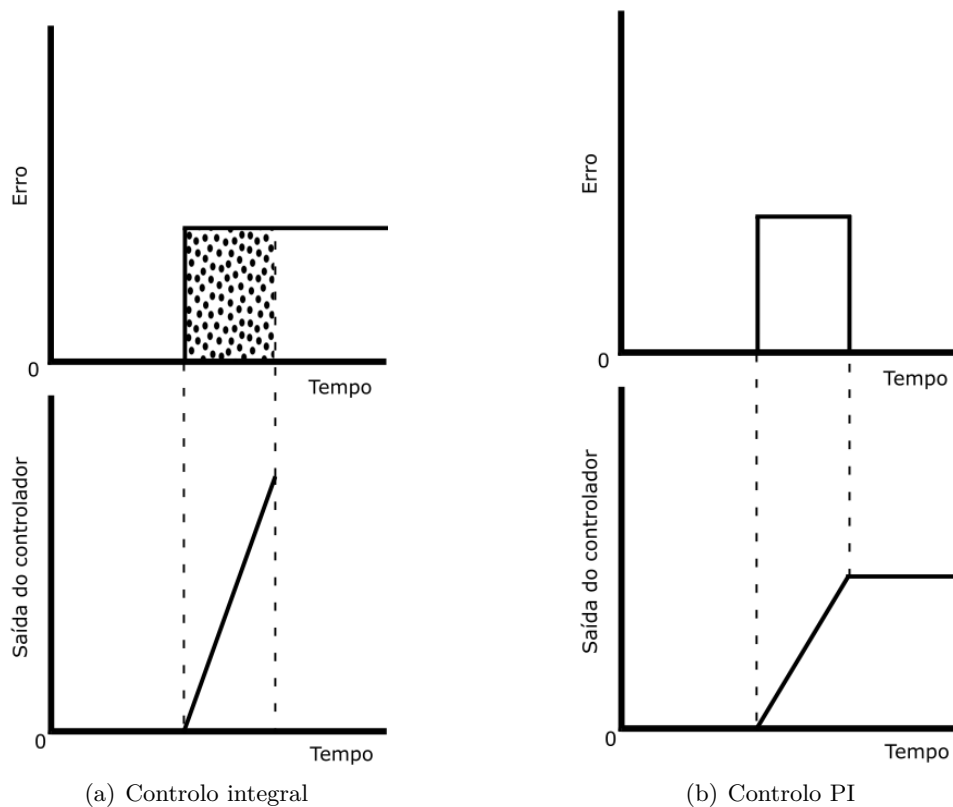 Erro
0
Tempo
Saída do controlador
0
Tempo
(a) Controlo integral
Erro
0
Tempo
Saída do controlador
0
Tempo
(b) Controlo PI